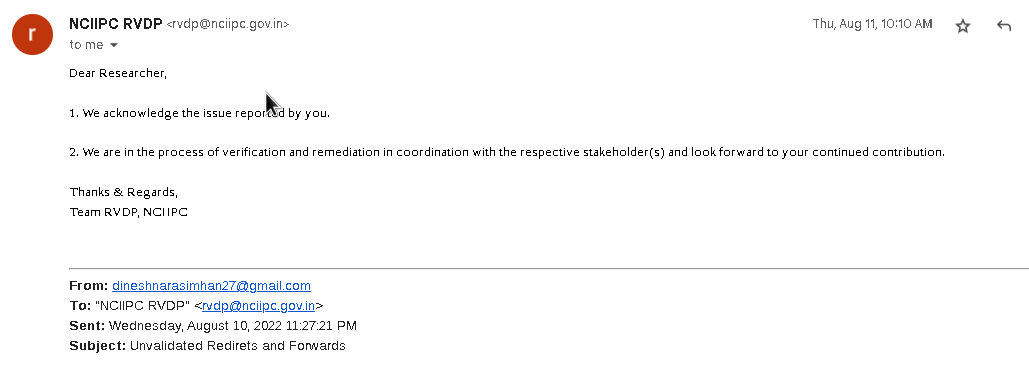 r
NCIIPC RVDP <rvdp@nciipc.gov.in>
Thu, Aug 11, 10:10 AM
to me
Dear Researcher,
1. We acknowledge the issue reported by you.
2. We are in the process of verification and remediation in coordination with the respective stakeholder(s) and look forward to your continued contribution.
Thanks & Regards,
Team RVDP, NCIIPC
From: dineshnarasimhan27@gmail.com
To: "NCIIPC RVDP" <rvdp@nciipc.gov.in>
Sent: Wednesday, August 10, 2022 11:27:21 PM
Subject: Unvalidated Redirets and Forwards